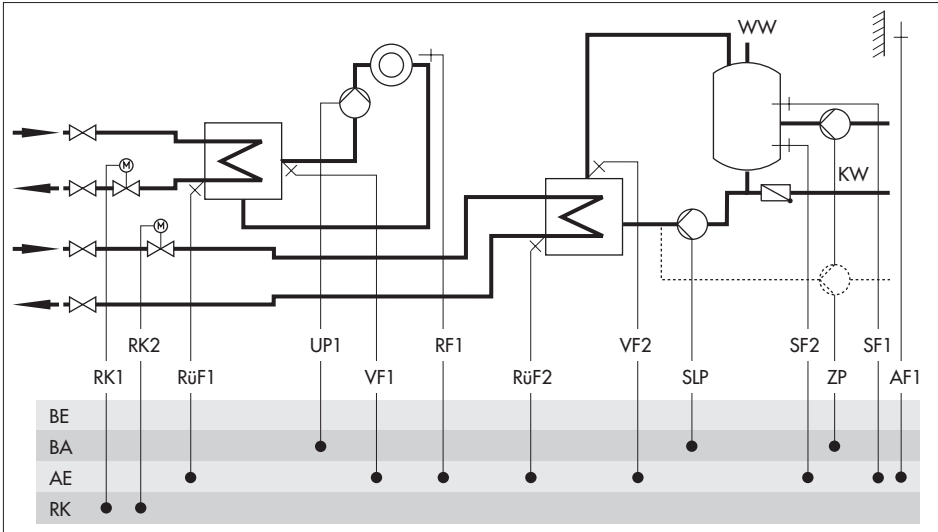 WW
M
KW
M
RK2 UP1 RF1 VF2 SF2 SF1
RK1 RüF1 VF1 RüF2 SLP ZP AF1
BE
BA
AE
RK